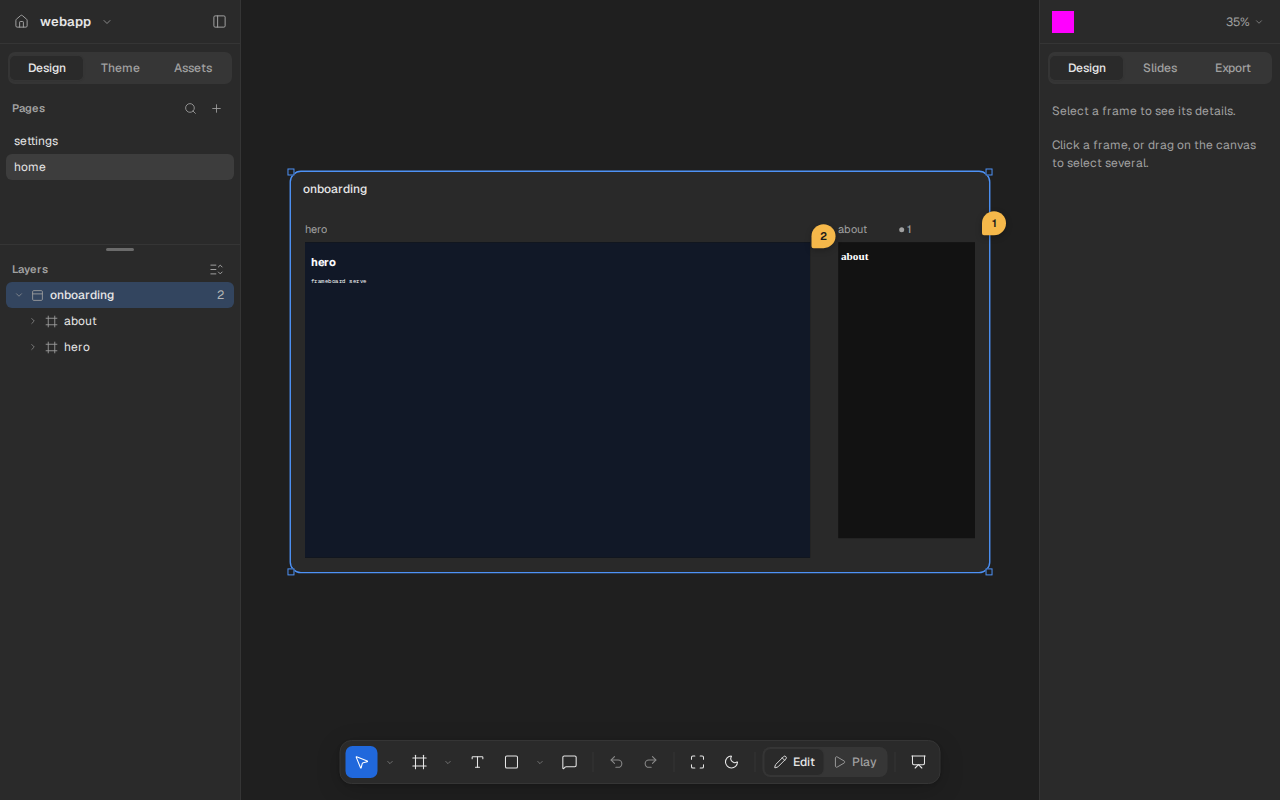 webapp
Design Theme Assets
Pages
settings
home
Layers
onboarding 2
about
hero
onboarding
hero
about 1
1
2
hero
frameboard serve
about
Edit Play
35%
Design Slides Export
Select a frame to see its details.
Click a frame, or drag on the canvas
to select several.